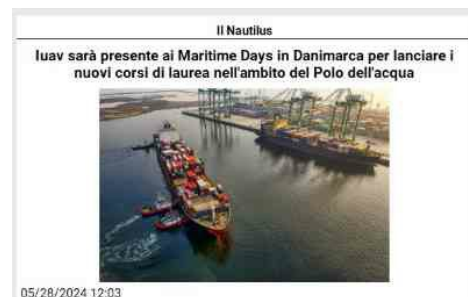 Il Nautilus
Iuav sarà presente ai Maritime Days in Danimarca per lanciare i
nuovi corsi di laurea nell'ambito del Polo dell'acqua
05/28/2024 12:03